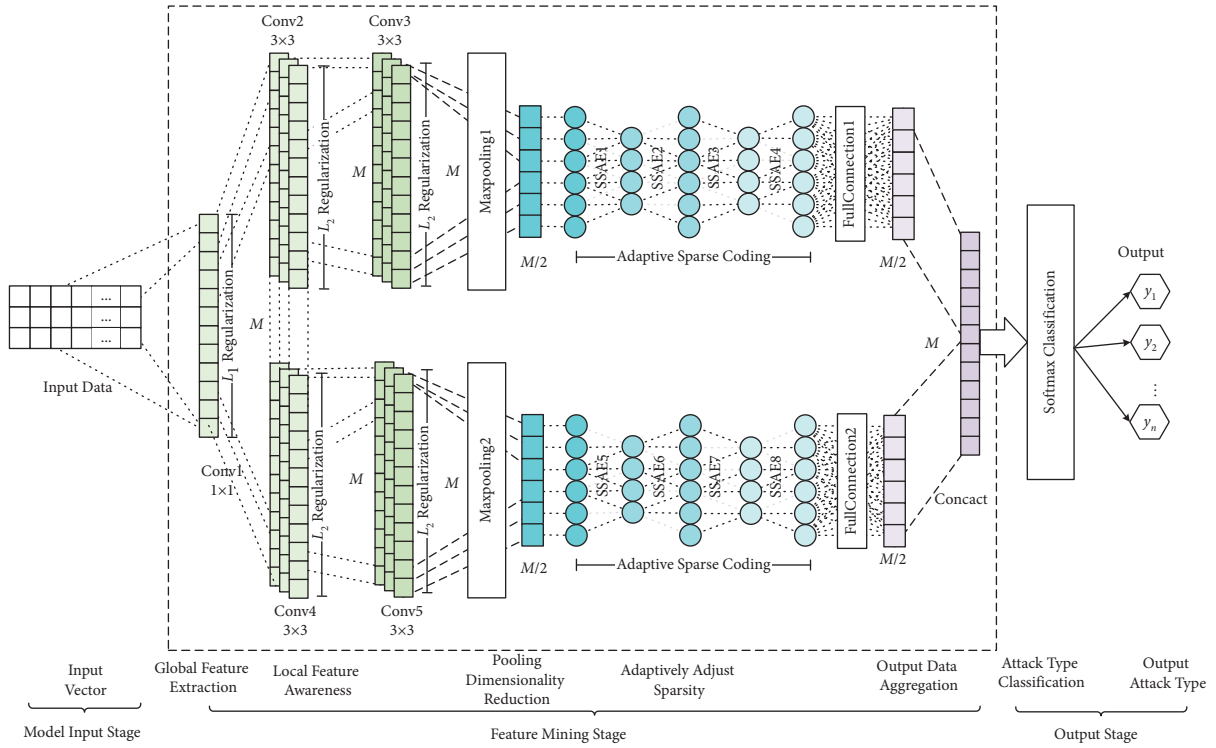 Conv2
3×3
Conv3
3×3
L2 Regularization
M
L2 Regularization
M
Maxpooling1
M/2
SSAE1
SSAE2
SSAE3
SSAE4
Adaptive Sparse Coding
FullConnection1
M/2
...
...
...
Input Data
L1 Regularization
Conv1
1×1
M
L2 Regularization
Conv4
3×3
M
L2 Regularization
Conv5
3×3
M
Maxpooling2
M/2
SSAE5
SSAE6
SSAE7
SSAE8
Adaptive Sparse Coding
FullConnection2
M/2
M
Concact
Softmax Classification
Output
y1
y2
...
yn
Input
Vector
Global Feature
Extraction
Local Feature
Awareness
Pooling
Dimensionality
Reduction
Adaptively Adjust
Sparsity
Output Data
Aggregation
Attack Type
Classification
Output
Attack Type
Model Input Stage
Feature Mining Stage
Output Stage